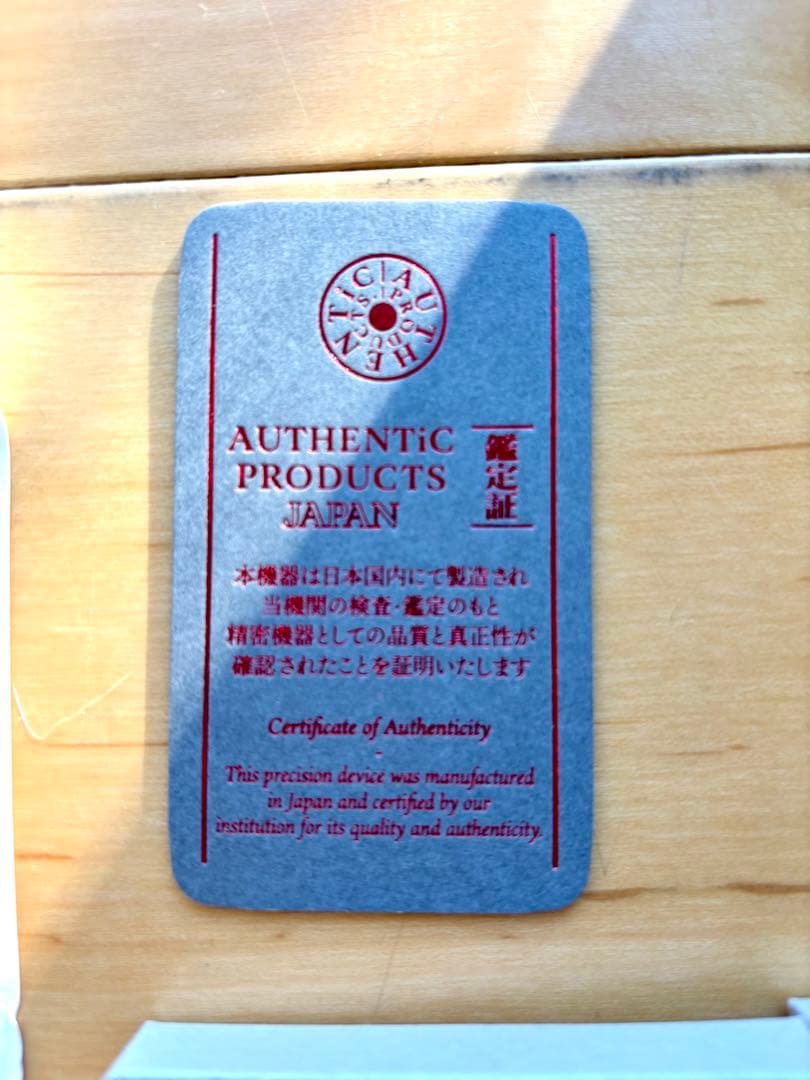 AUTHENTiC
PRODUCTS
AUTHENTiC
PRODUCTS
JAPAN
鑑定証
本機器は日本国内にて製造され
当機関の検査・鑑定のもと
精密機器としての品質と真正性が
確認されたことを証明いたします
Certificate of Authenticity
-
This precision device was manufactured
in Japan and certified by our
institution for its quality and authenticity.